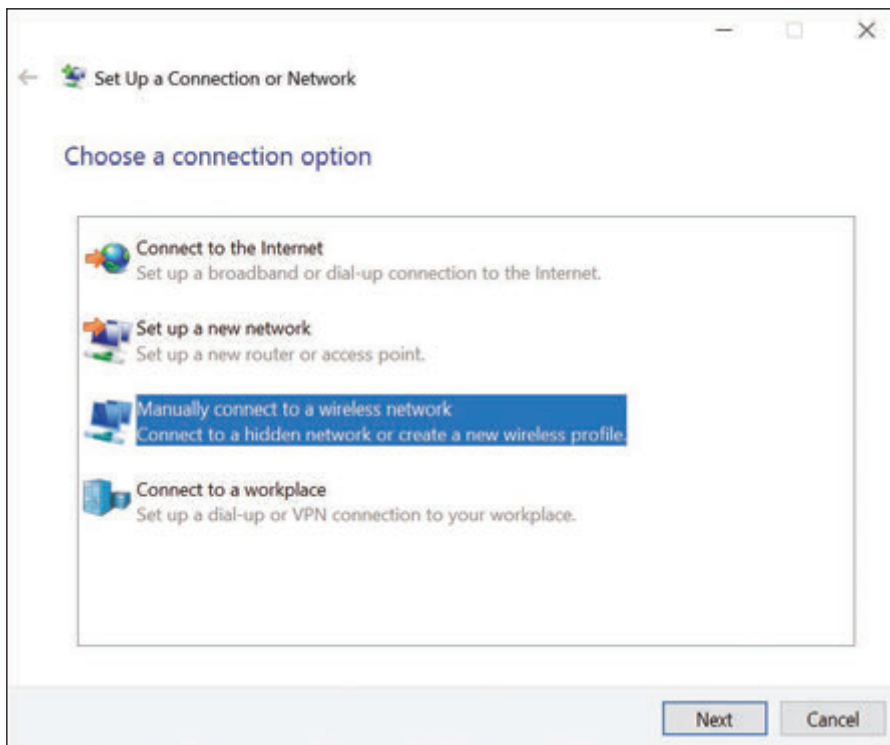 Set Up a Connection or Network
Choose a connection option
Connect to the Internet
Set up a broadband or dial-up connection to the Internet.
Set up a new network
Set up a new router or access point.
Manually connect to a wireless network
Connect to a hidden network or create a new wireless profile.
Connect to a workplace
Set up a dial-up or VPN connection to your workplace.
Next
Cancel